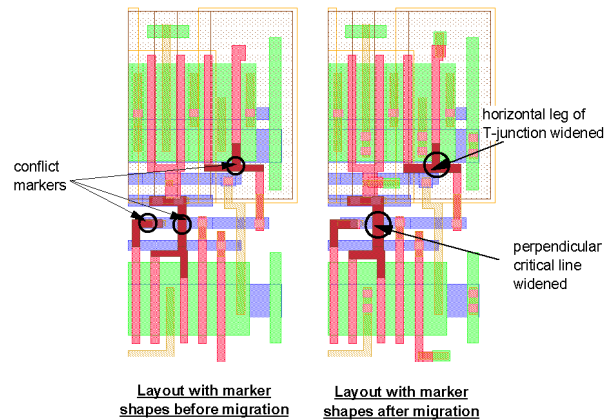 horizontal leg of
T-junction widened
conflict
markers
perpendicular
critical line
widened
Layout with marker
shapes before migration
Layout with marker
shapes after migration